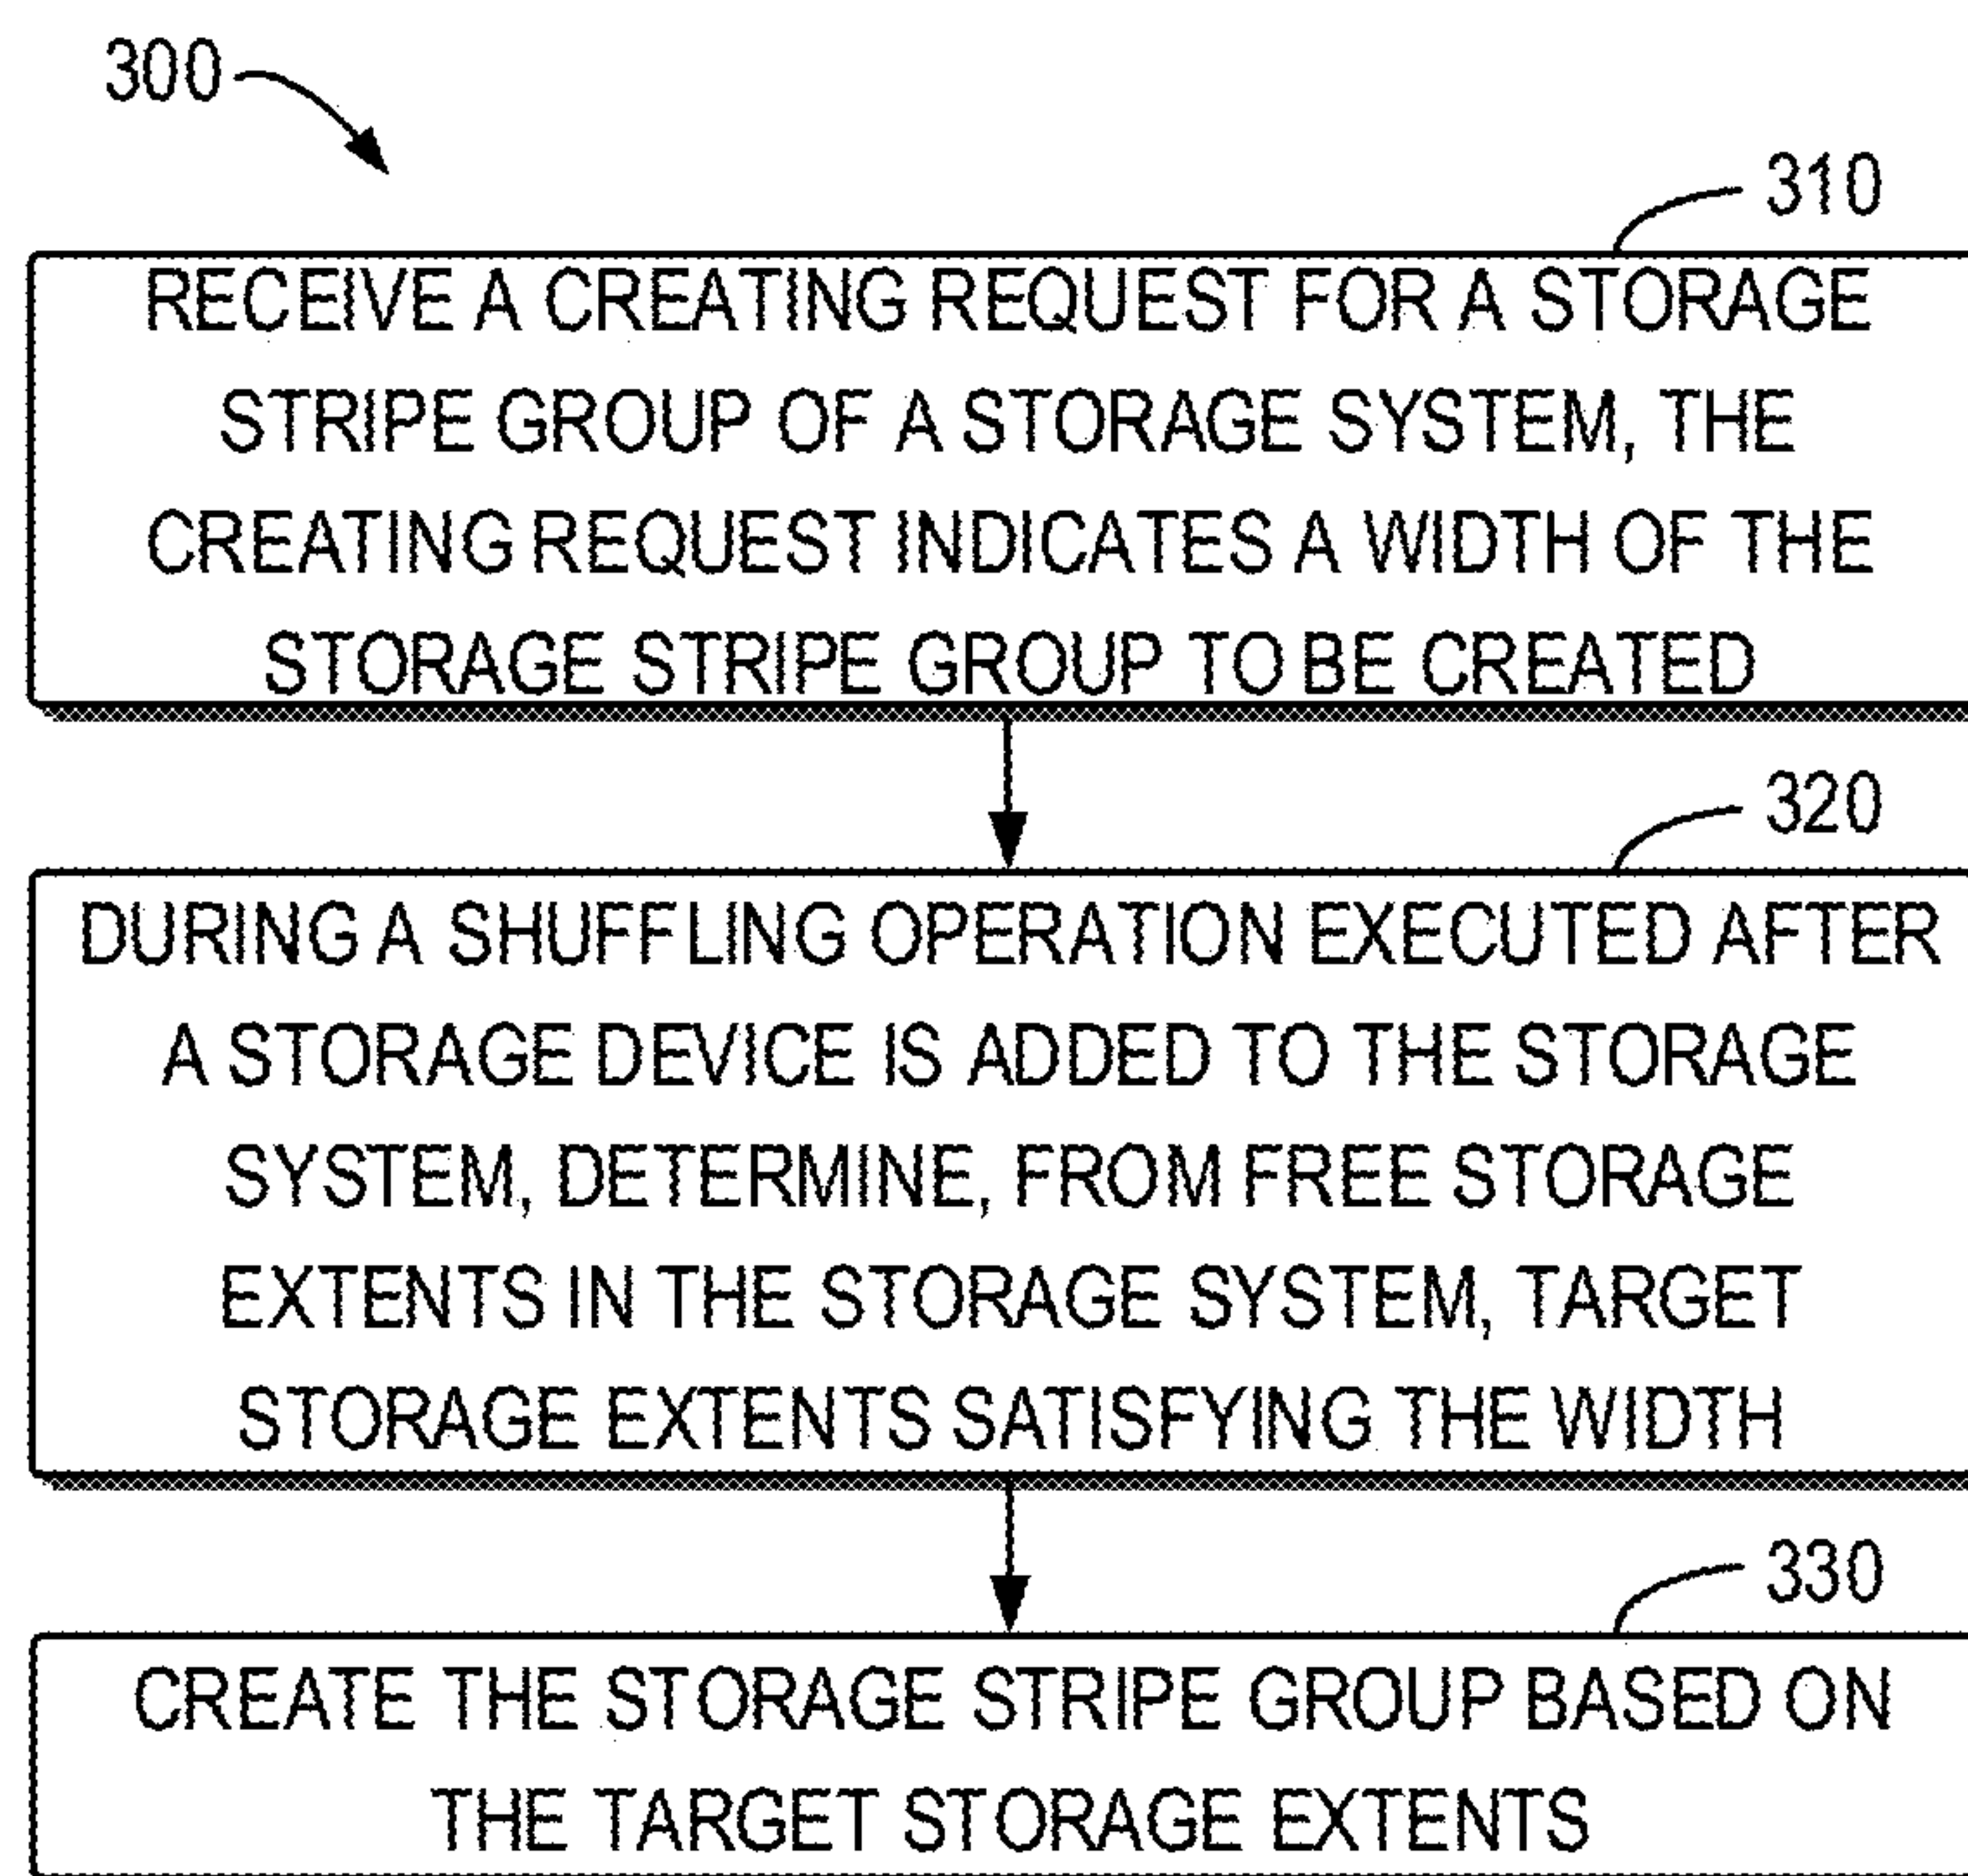 300
310
RECEIVE A CREATING REQUEST FOR A STORAGE
STRIPE GROUP OF A STORAGE SYSTEM, THE
CREATING REQUEST INDICATES A WIDTH OF THE
STORAGE STRIPE GROUP TO BE CREATED
320
DURING A SHUFFLING OPERATION EXECUTED AFTER
A STORAGE DEVICE IS ADDED TO THE STORAGE
SYSTEM, DETERMINE, FROM FREE STORAGE
EXTENTS IN THE STORAGE SYSTEM, TARGET
STORAGE EXTENTS SATISFYING THE WIDTH
330
CREATE THE STORAGE STRIPE GROUP BASED ON
THE TARGET STORAGE EXTENTS